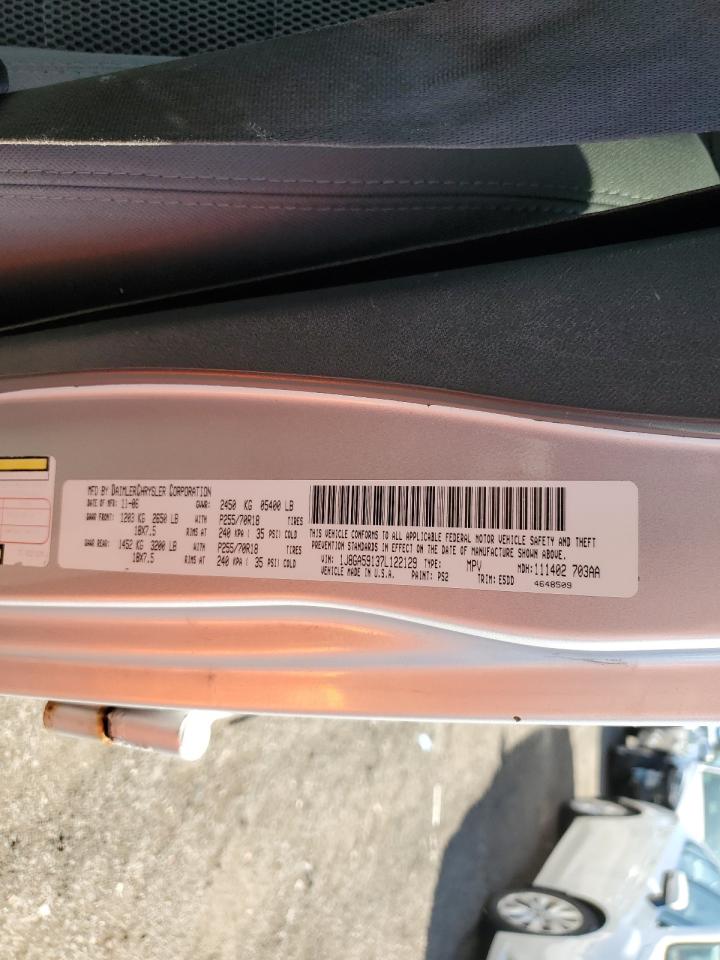 MFD BY DAIMLERCHRYSLER CORPORATION
DATE OF MFR: 11-06 GVWR: 2450 KG 05400 LB
GAWR FRONT: 1203 KG 2650 LB WITH P255/70R18 TIRES
18X7.5 RIMS AT 240 KPA ( 35 PSI) COLD
GAWR REAR: 1452 KG 3200 LB WITH P255/70R18 TIRES
18X7.5 RIMS AT 240 KPA ( 35 PSI) COLD
THIS VEHICLE CONFORMS TO ALL APPLICABLE FEDERAL MOTOR VEHICLE SAFETY AND THEFT
PREVENTION STANDARDS IN EFFECT ON THE DATE OF MANUFACTURE SHOWN ABOVE.
VIN: 1J8GA59137L122129 TYPE: MPV MDH: 111402 703AA
VEHICLE MADE IN U.S.A. PAINT: PS2 TRIM: ESDD
4648509